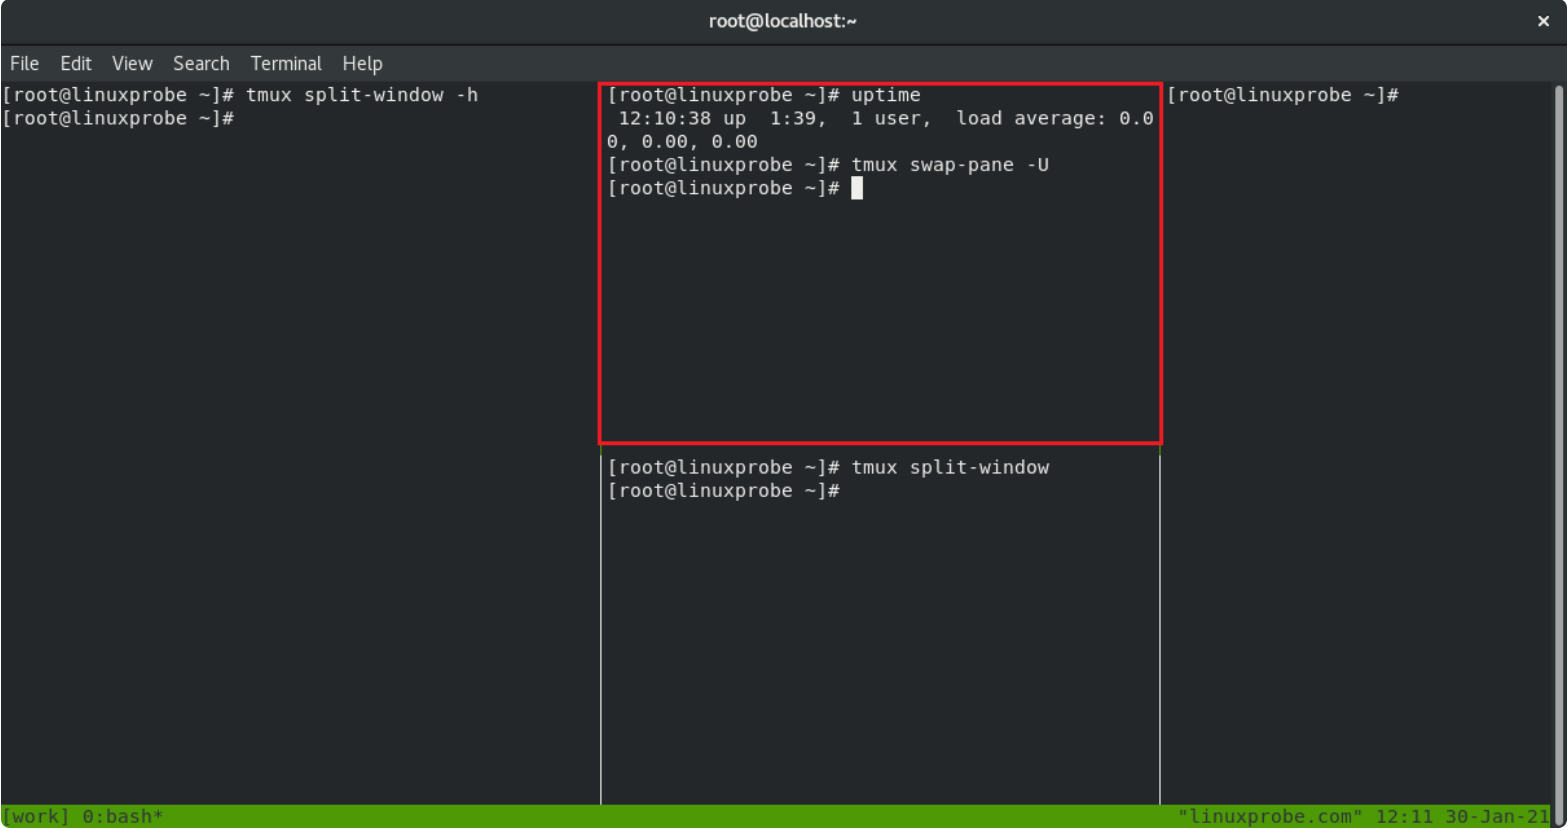 root@localhost:~
File Edit View Search Terminal Help
[root@linuxprobe ~]# tmux split-window -h
[root@linuxprobe ~]#
[root@linuxprobe ~]# uptime
 12:10:38 up  1:39,  1 user,  load average: 0.0
0, 0.00, 0.00
[root@linuxprobe ~]# tmux swap-pane -U
[root@linuxprobe ~]#
[root@linuxprobe ~]# tmux split-window
[root@linuxprobe ~]#
[root@linuxprobe ~]#
[work] 0:bash*
"linuxprobe.com" 12:11 30-Jan-21